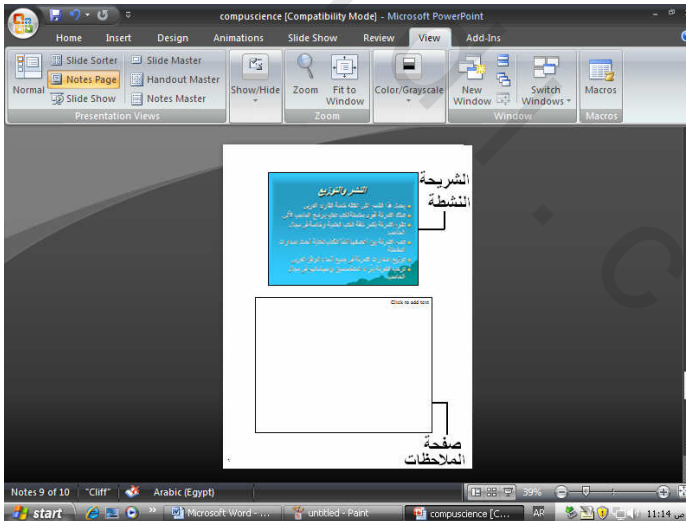 compuscience [Compatibility Mode] - Microsoft PowerPoint
Home Insert Design Animations Slide Show Review View Add-Ins
Normal
Slide Sorter
Notes Page
Slide Show
Slide Master
Handout Master
Notes Master
Presentation Views
Show/Hide
Zoom
Fit to Window
Zoom
Color/Grayscale
New Window
Switch Windows
Window
Macros
Macros
الشريحة
النشطة
النشر والتوزيع
Click to add text
صفحة
الملاحظات
Notes 9 of 10 "Cliff" Arabic (Egypt) 39%
start Microsoft Word - ... untitled - Paint compuscience [C... AR 11:14 ص